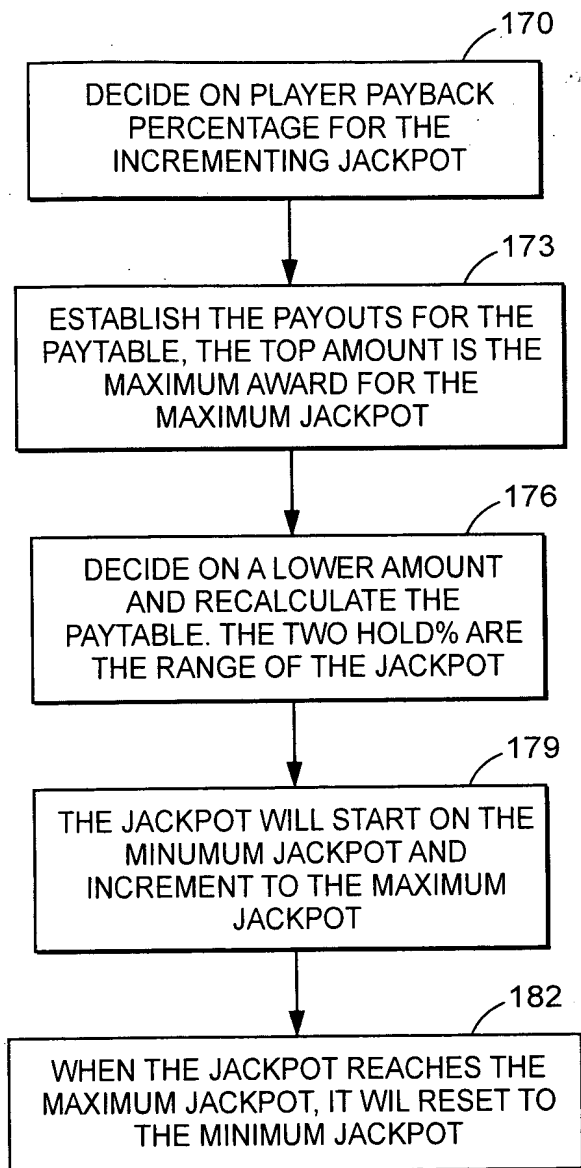 170
DECIDE ON PLAYER PAYBACK
PERCENTAGE FOR THE
INCREMENTING JACKPOT
173
ESTABLISH THE PAYOUTS FOR THE
PAYTABLE, THE TOP AMOUNT IS THE
MAXIMUM AWARD FOR THE
MAXIMUM JACKPOT
176
DECIDE ON A LOWER AMOUNT
AND RECALCULATE THE
PAYTABLE. THE TWO HOLD% ARE
THE RANGE OF THE JACKPOT
179
THE JACKPOT WILL START ON THE
MINUMUM JACKPOT AND
INCREMENT TO THE MAXIMUM
JACKPOT
182
WHEN THE JACKPOT REACHES THE
MAXIMUM JACKPOT, IT WIL RESET TO
THE MINIMUM JACKPOT